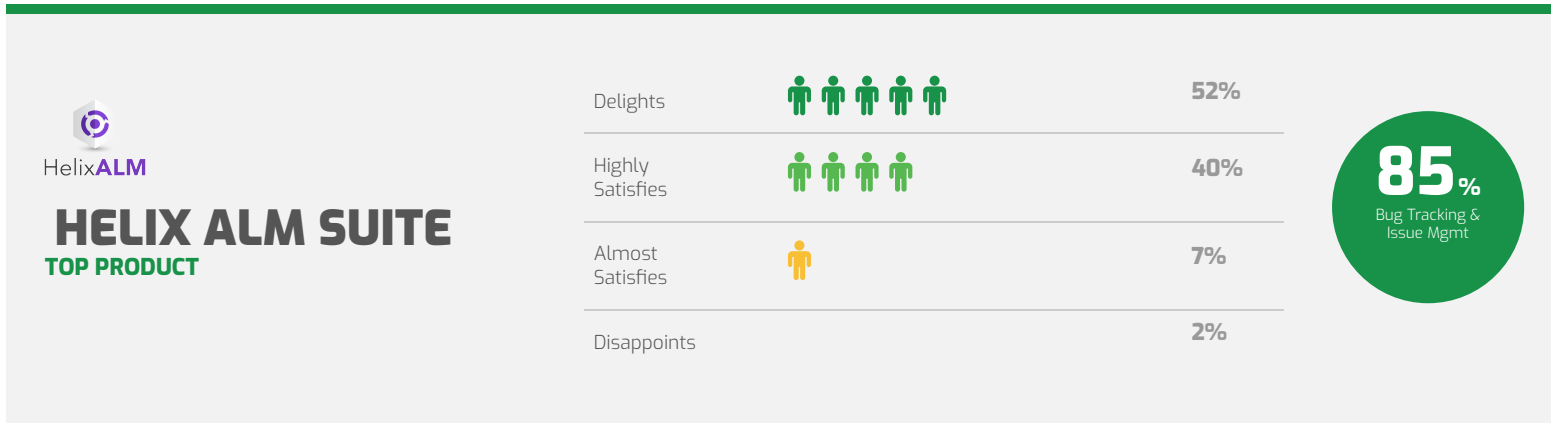 HelixALM
HELIX ALM SUITE
TOP PRODUCT
Delights
52%
Highly
Satisfies
40%
Almost
Satisfies
7%
Disappoints
2%
85%
Bug Tracking &
Issue Mgmt